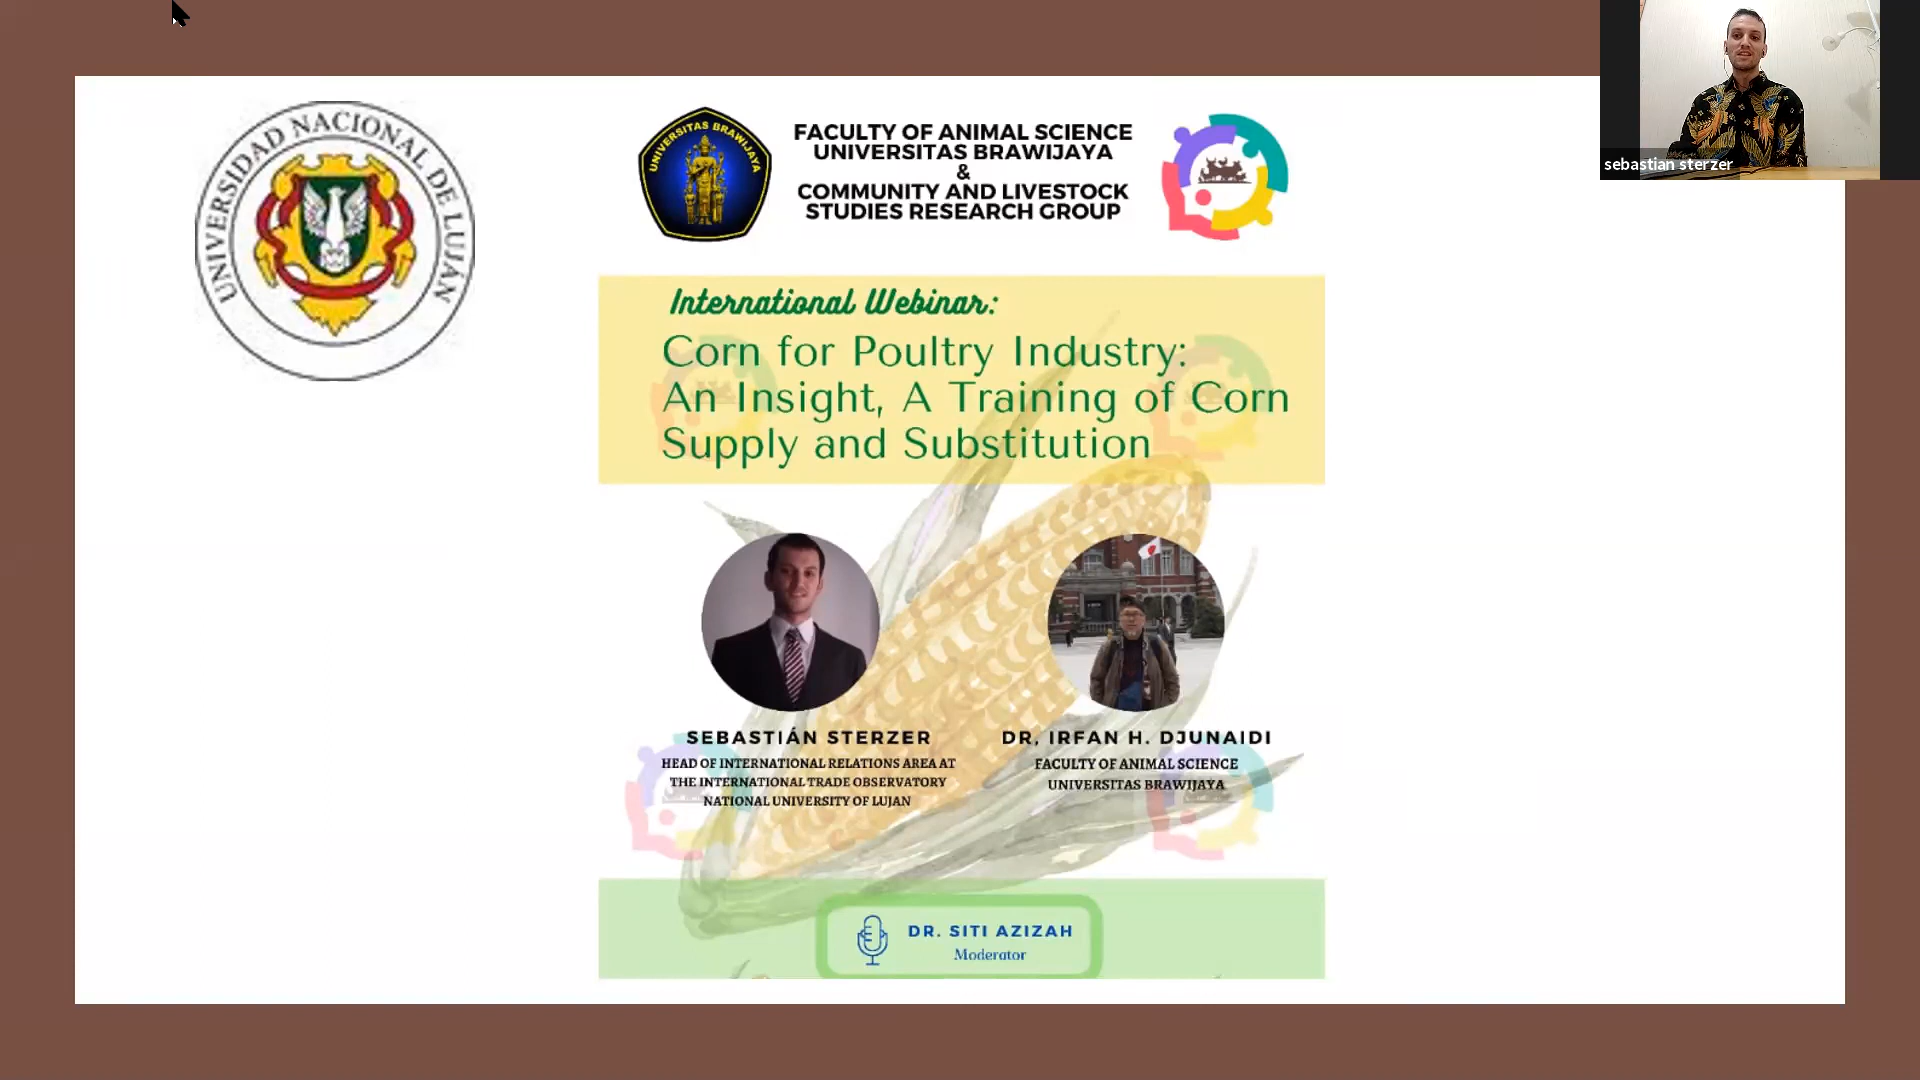 UNIVERSIDAD NACIONAL DE LUJÁN
UNIVERSITAS BRAWIJAYA
FACULTY OF ANIMAL SCIENCE
UNIVERSITAS BRAWIJAYA
&
COMMUNITY AND LIVESTOCK
STUDIES RESEARCH GROUP
sebastian sterzer
International Webinar:
Corn for Poultry Industry:
An Insight, A Training of Corn
Supply and Substitution
SEBASTIÁN STERZER
HEAD OF INTERNATIONAL RELATIONS AREA AT
THE INTERNATIONAL TRADE OBSERVATORY
NATIONAL UNIVERSITY OF LUJAN
DR, IRFAN H. DJUNAIDI
FACULTY OF ANIMAL SCIENCE
UNIVERSITAS BRAWIJAYA
DR. SITI AZIZAH
Moderator